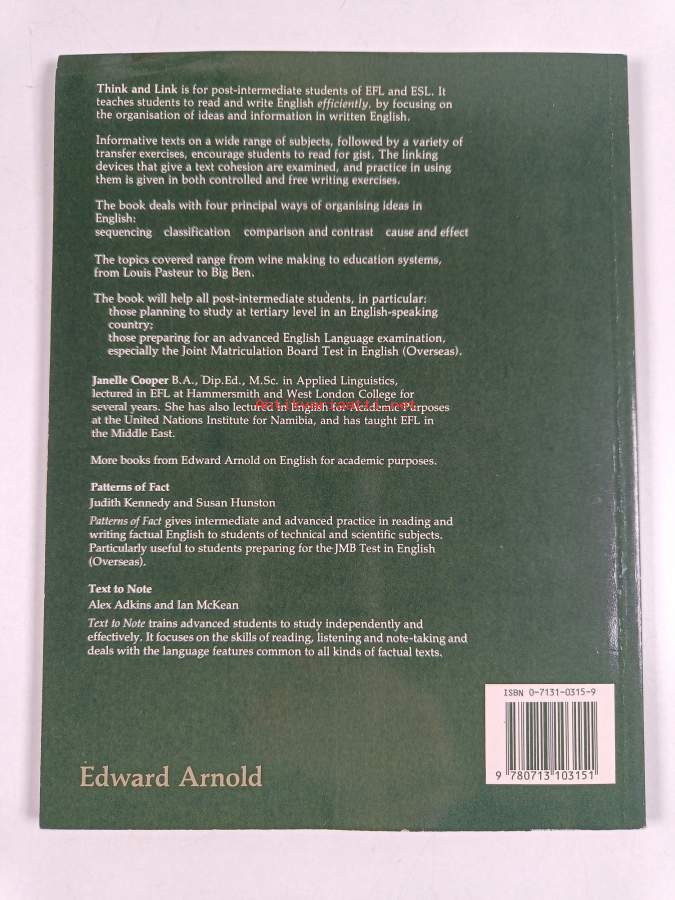 Think and Link is for post-intermediate students of EFL and ESL. It
teaches students to read and write English efficiently, by focusing on
the organisation of ideas and information in written English.
Informative texts on a wide range of subjects, followed by a variety of
transfer exercises, encourage students to read for gist. The linking
devices that give a text cohesion are examined, and practice in using
them is given in both controlled and free writing exercises.
The book deals with four principal ways of organising ideas in
English:
sequencing classification comparison and contrast cause and effect
The topics covered range from wine making to education systems,
from Louis Pasteur to Big Ben.
The book will help all post-intermediate students, in particular:
those planning to study at tertiary level in an English-speaking
country;
those preparing for an advanced English Language examination,
especially the Joint Matriculation Board Test in English (Overseas).
Janelle Cooper B.A., Dip.Ed., M.Sc. in Applied Linguistics,
lectured in EFL at Hammersmith and West London College for
several years. She has also lectured in English for Academic Purposes
Antikvertaatti.net
at the United Nations Institute for Namibia, and has taught EFL in
the Middle East.
More books from Edward Arnold on English for academic purposes.
Patterns of Fact
Judith Kennedy and Susan Hunston
Patterns of Fact gives intermediate and advanced practice in reading and
writing factual English to students of technical and scientific subjects.
Particularly useful to students preparing for the JMB Test in English
(Overseas).
Text to Note
Alex Adkins and Ian McKean
Text to Note trains advanced students to study independently and
effectively. It focuses on the skills of reading, listening and note-taking and
deals with the language features common to all kinds of factual texts.
ISBN 0-7131-0315-9
9 780713 103151
Edward Arnold